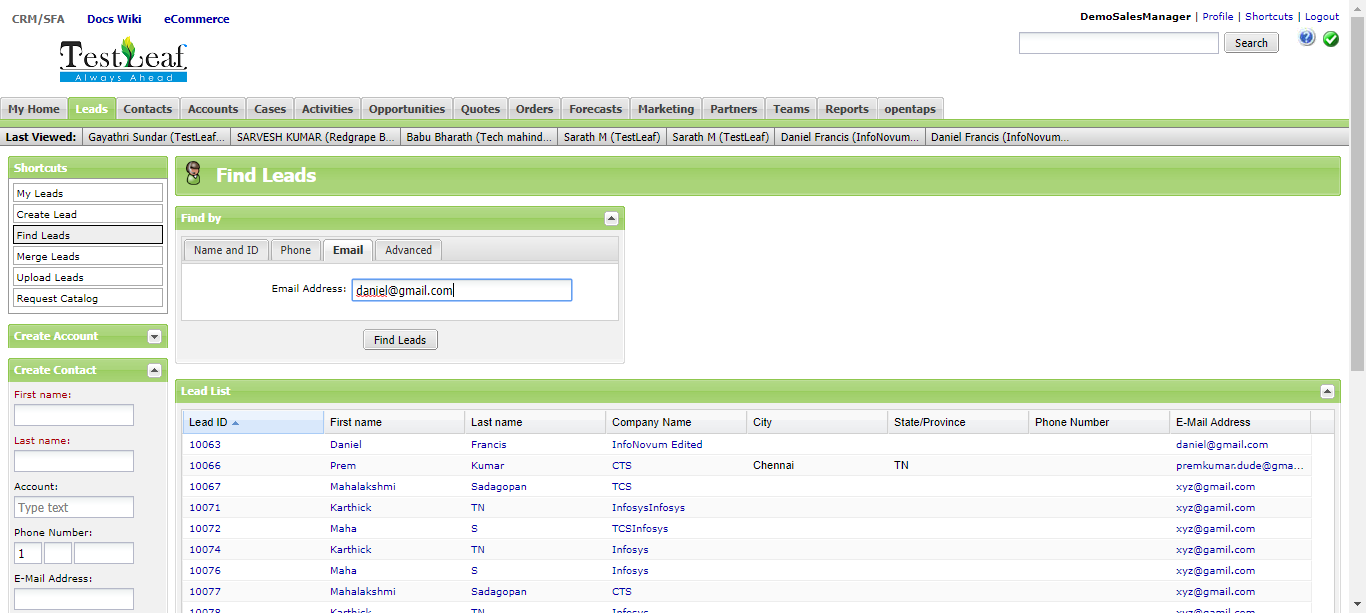 CRM/SFA Docs Wiki eCommerce
DemoSalesManager | Profile | Shortcuts | Logout
TestLeaf
Always Ahead
Search
My Home Leads Contacts Accounts Cases Activities Opportunities Quotes Orders Forecasts Marketing Partners Teams Reports opentaps
Last Viewed: Gayathri Sundar (TestLeaf... SARVESH KUMAR (Redgrape B... Babu Bharath (Tech mahind... Sarath M (TestLeaf) Sarath M (TestLeaf) Daniel Francis (InfoNovum... Daniel Francis (InfoNovum...
Shortcuts
My Leads
Create Lead
Find Leads
Merge Leads
Upload Leads
Request Catalog
Create Account
Create Contact
First name:
Last name:
Account:
Type text
Phone Number:
1
E-Mail Address:
Find Leads
Find by
Name and ID Phone Email Advanced
Email Address: daniel@gmail.com
Find Leads
Lead List
Lead ID First name Last name Company Name City State/Province Phone Number E-Mail Address
10063 Daniel Francis InfoNovum Edited daniel@gmail.com
10066 Prem Kumar CTS Chennai TN premkumar.dude@gma...
10067 Mahalakshmi Sadagopan TCS xyz@gmail.com
10071 Karthick TN InfosysInfosys xyz@gamil.com
10072 Maha S TCSInfosys xyz@gmail.com
10074 Karthick TN Infosys xyz@gamil.com
10076 Maha S Infosys xyz@gmail.com
10077 Mahalakshmi Sadagopan CTS xyz@gmail.com
10078 Karthick TN Infosys xyz@gamil.com